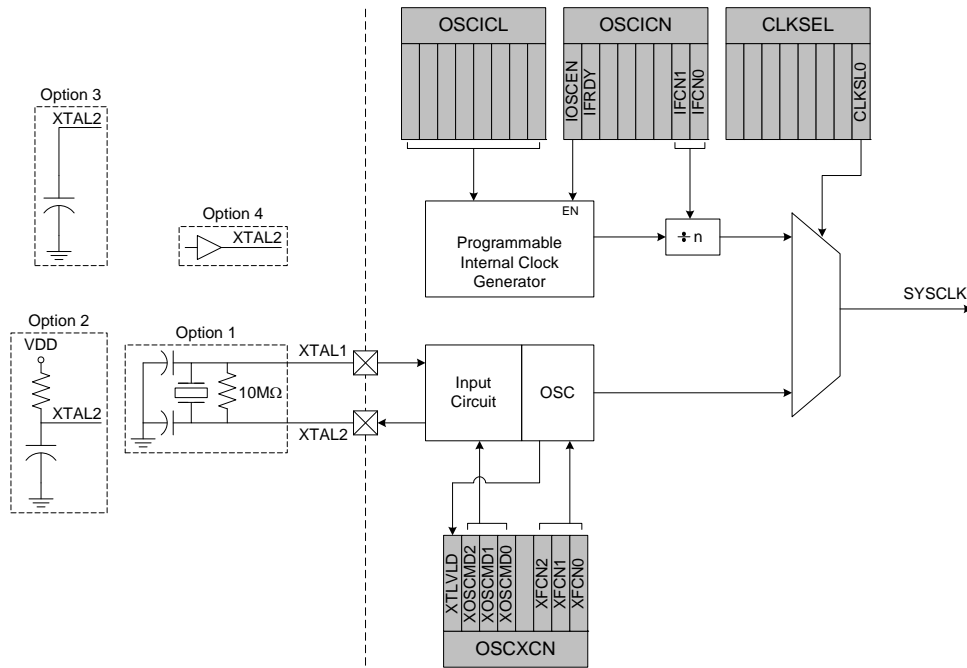 OSCICL
OSCICN
CLKSEL
IOSCEN
IFRDY
IFCN1
IFCN0
CLKSL0
Option 3
XTAL2
Option 4
XTAL2
EN
Programmable
Internal Clock
Generator
÷ n
SYSCLK
Option 2
VDD
XTAL2
Option 1
10MΩ
XTAL1
XTAL2
Input
Circuit
OSC
XTLVLD
XOSCMD2
XOSCMD1
XOSCMD0
XFCN2
XFCN1
XFCN0
OSCXCN